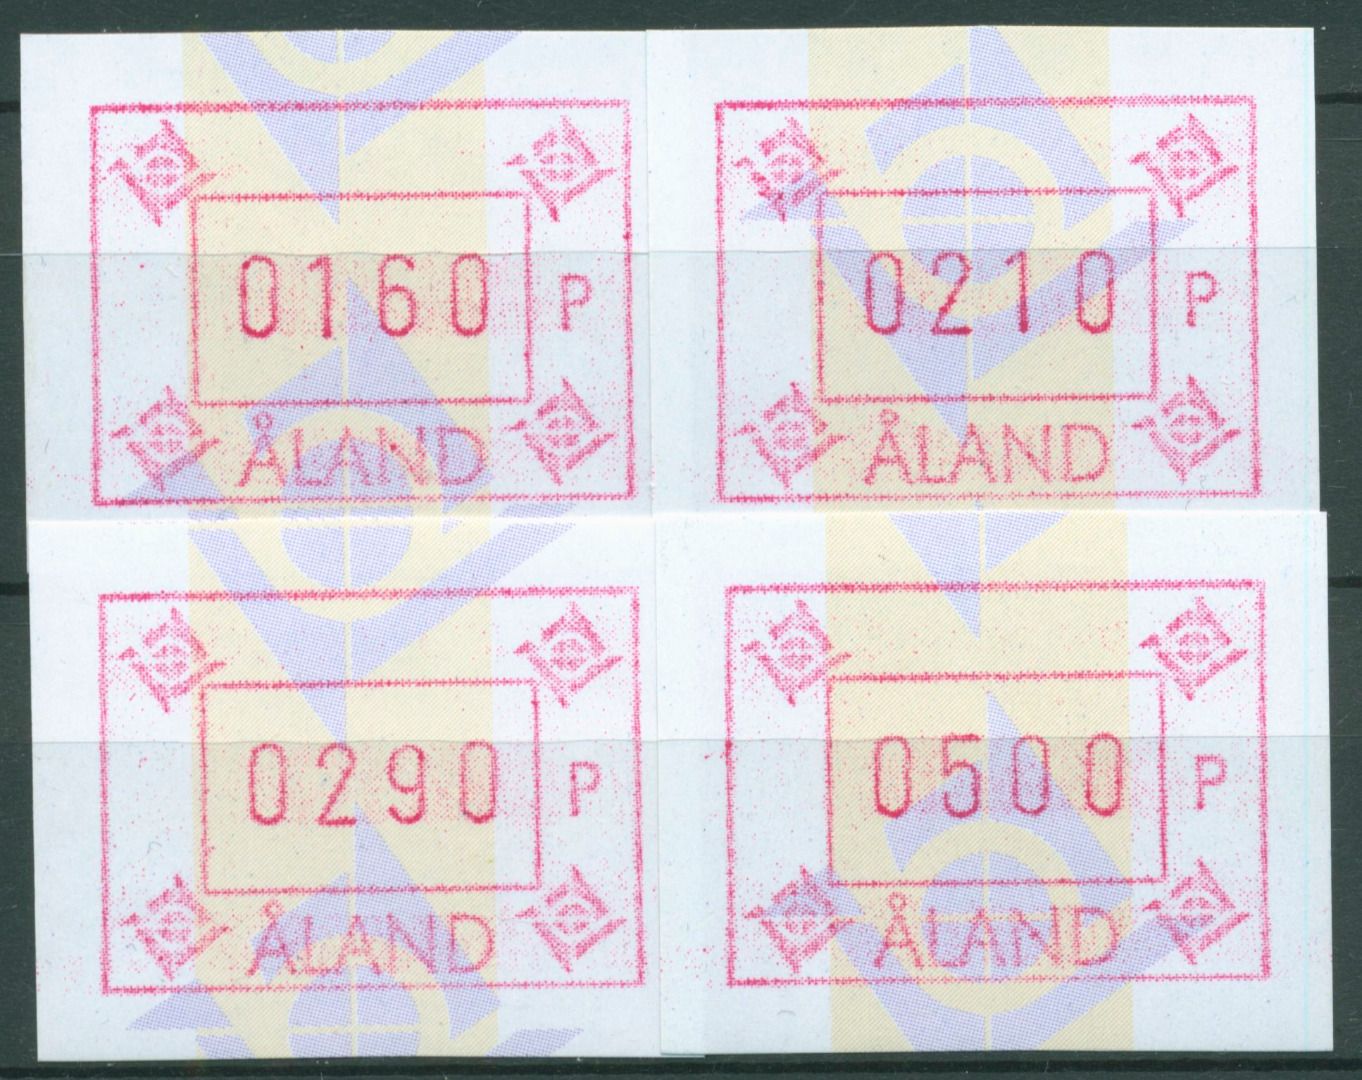 0160 P
ÅLAND
0210 P
ÅLAND
0290 P
ÅLAND
0500 P
ÅLAND